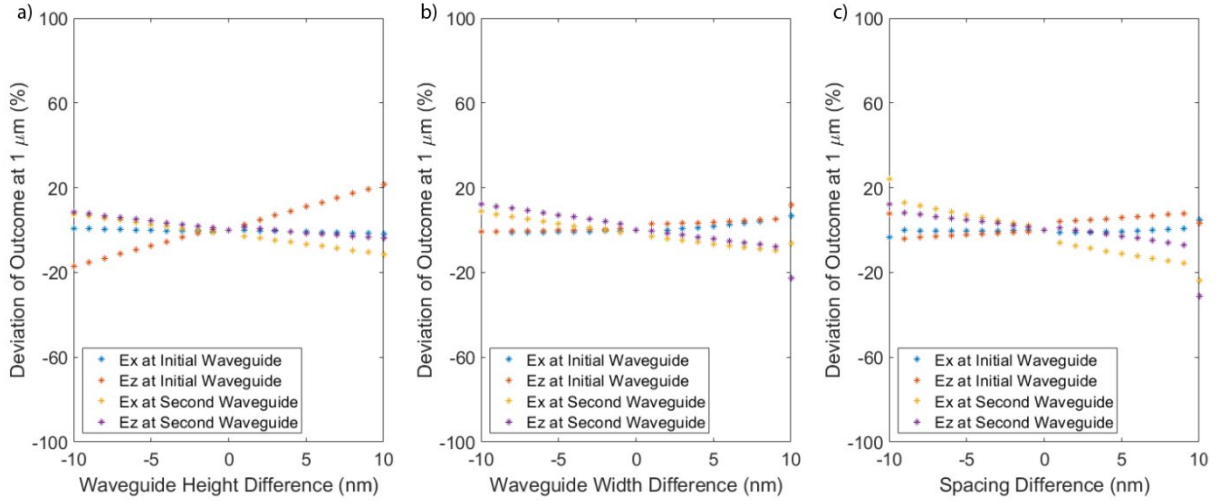 a)
Deviation of Outcome at 1 μm (%)
100
60
20
-20
-60
-100
Ex at Initial Waveguide
Ez at Initial Waveguide
Ex at Second Waveguide
Ez at Second Waveguide
-10 -5 0 5 10
Waveguide Height Difference (nm)
b)
Deviation of Outcome at 1 μm (%)
100
60
20
-20
-60
-100
Ex at Initial Waveguide
Ez at Initial Waveguide
Ex at Second Waveguide
Ez at Second Waveguide
-10 -5 0 5 10
Waveguide Width Difference (nm)
c)
Deviation of Outcome at 1 μm (%)
100
60
20
-20
-60
-100
Ex at Initial Waveguide
Ez at Initial Waveguide
Ex at Second Waveguide
Ez at Second Waveguide
-10 -5 0 5 10
Spacing Difference (nm)